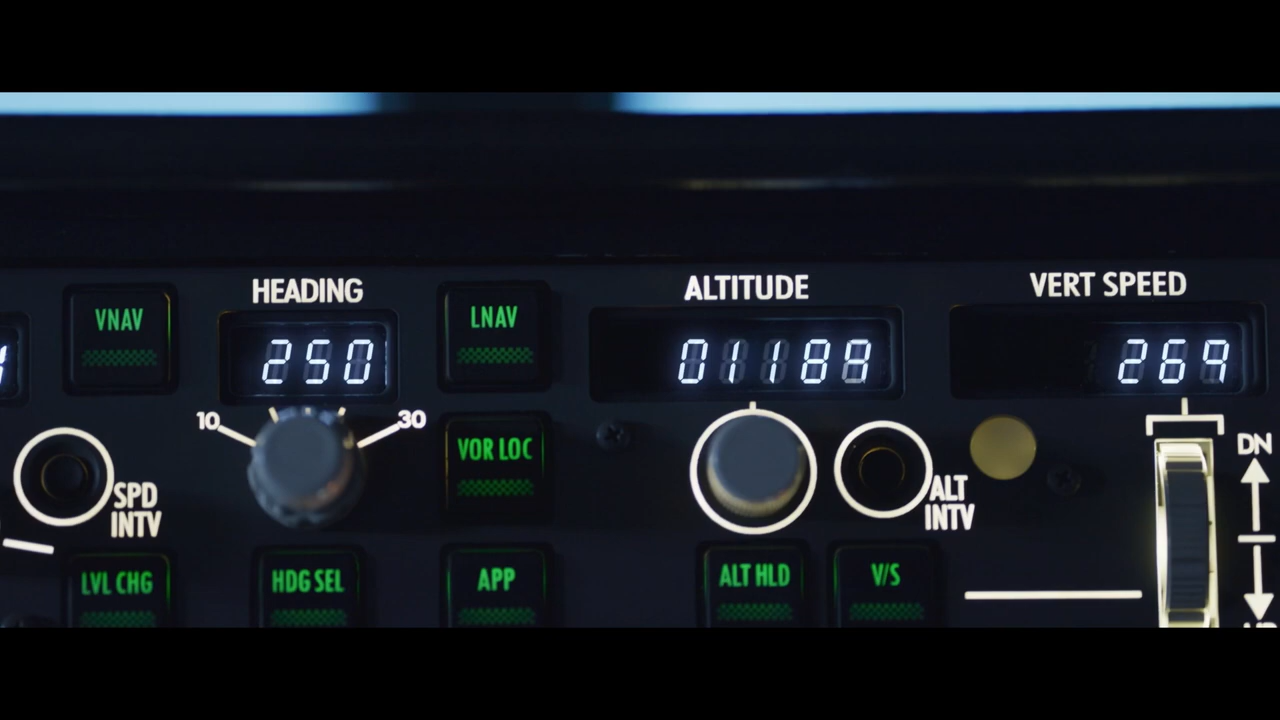 HEADING
ALTITUDE
VERT SPEED
VNAV
250
LNAV
01189
269
10
30
VOR LOC
SPD
INTV
ALT
INTV
DN
LVL CHG
HDG SEL
APP
ALT HLD
V/S